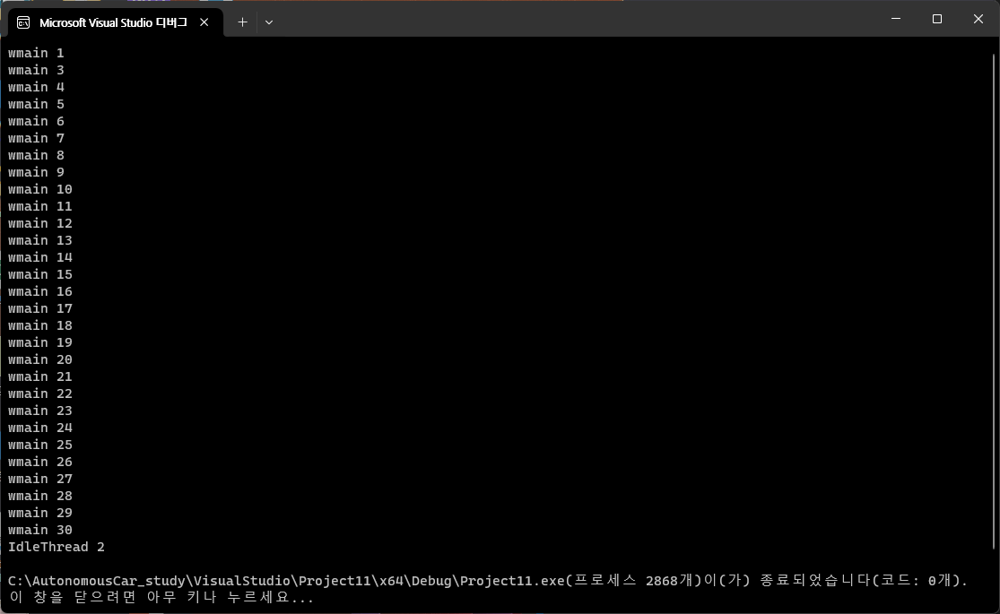 Microsoft Visual Studio 디버그
wmain 1
wmain 3
wmain 4
wmain 5
wmain 6
wmain 7
wmain 8
wmain 9
wmain 10
wmain 11
wmain 12
wmain 13
wmain 14
wmain 15
wmain 16
wmain 17
wmain 18
wmain 19
wmain 20
wmain 21
wmain 22
wmain 23
wmain 24
wmain 25
wmain 26
wmain 27
wmain 28
wmain 29
wmain 30
IdleThread 2
C:\AutonomousCar_study\VisualStudio\Project11\x64\Debug\Project11.exe(프로세스 2868개)이(가) 종료되었습니다(코드: 0개).
이 창을 닫으려면 아무 키나 누르세요...